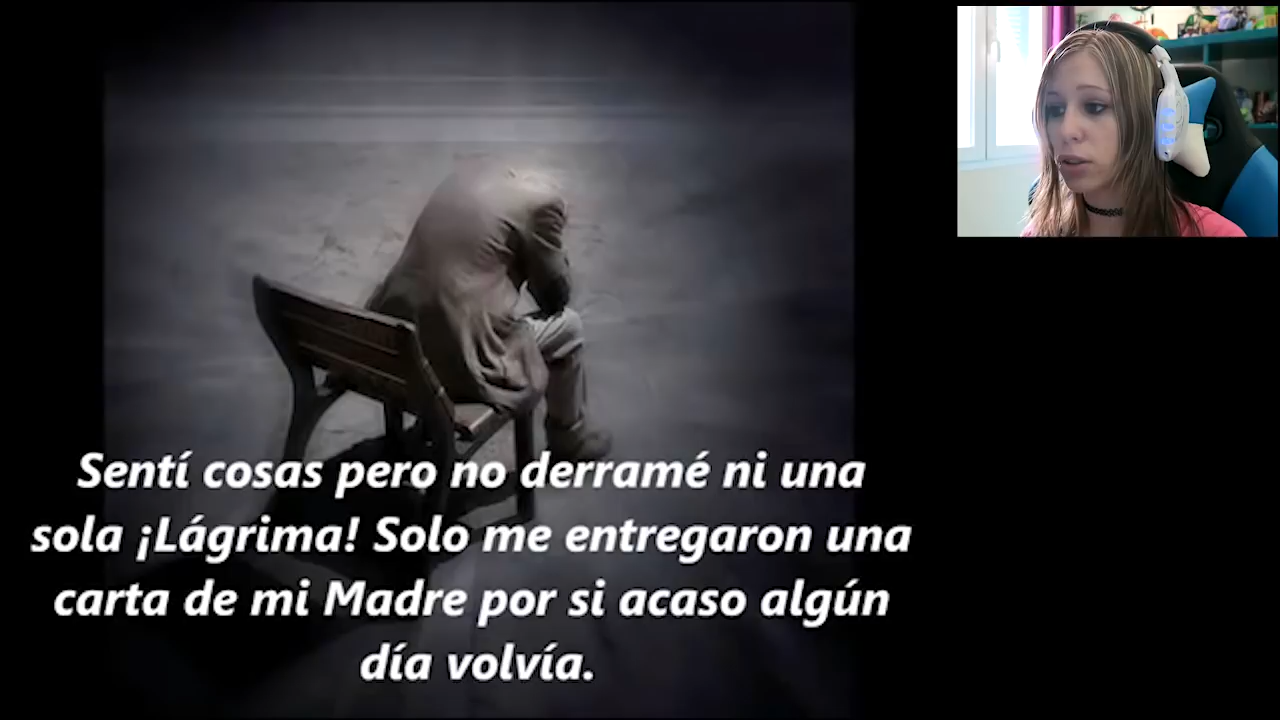 Sentí cosas pero no derramé ni una
sola ¡Lágrima! Solo me entregaron una
carta de mi Madre por si acaso algún
día volvía.